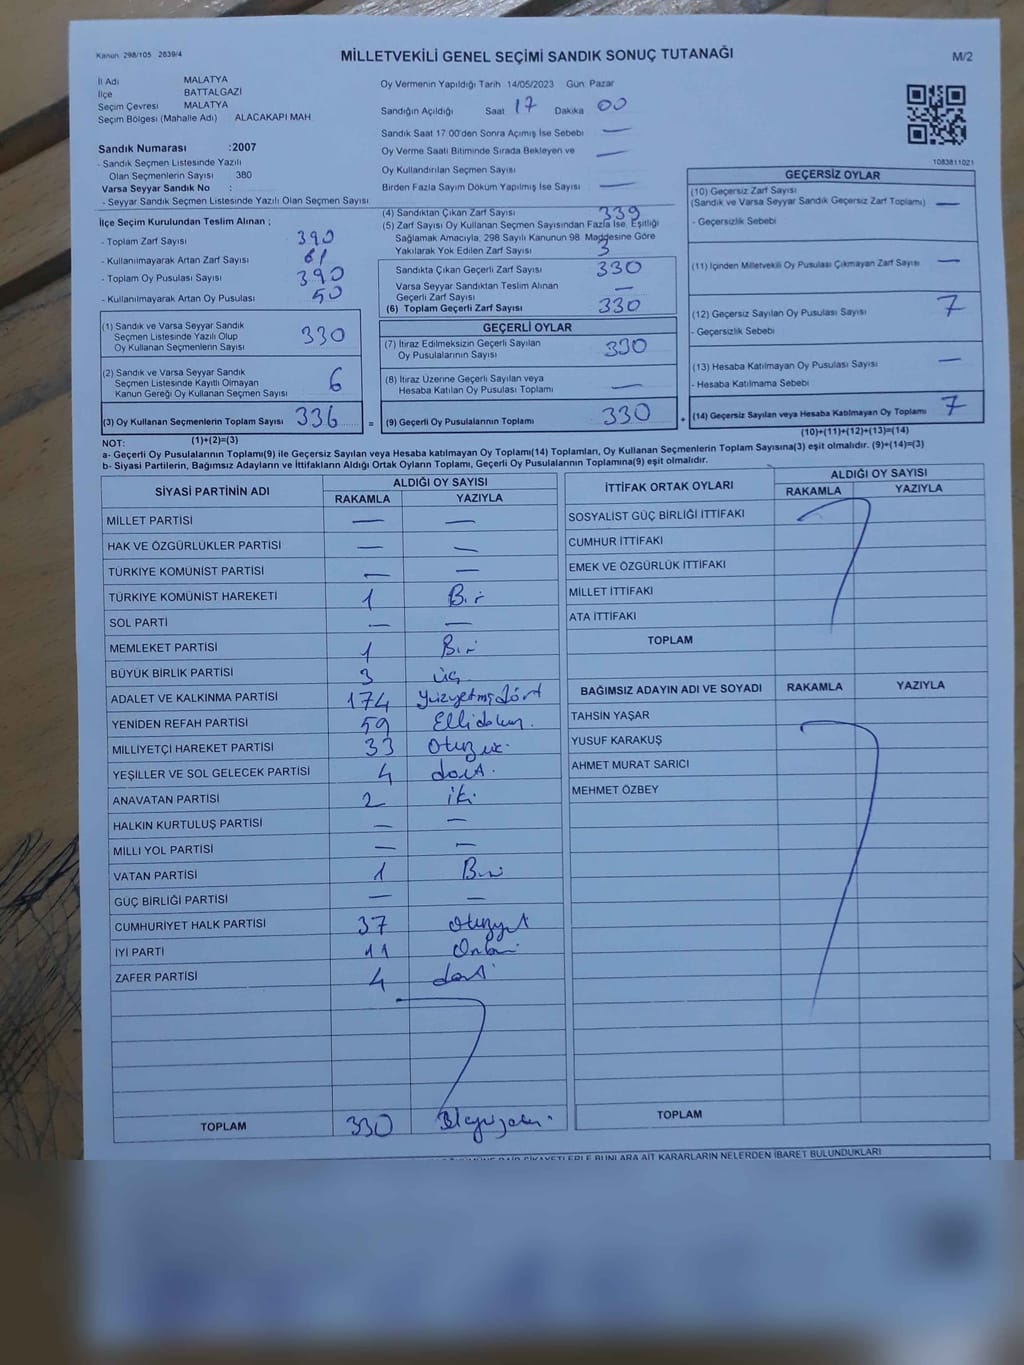 Kanun 298/105 2839/4
MİLLETVEKİLİ GENEL SEÇİMİ SANDIK SONUÇ TUTANAĞI
M/2
İl Adı MALATYA
İlçe BATTALGAZİ
Seçim Çevresi MALATYA
Seçim Bölgesi (Mahalle Adı) ALACAKAPI MAH
Sandık Numarası :2007
- Sandık Seçmen Listesinde Yazılı
Olan Seçmenlerin Sayısı 380
Varsa Seyyar Sandık No :
- Seyyar Sandık Seçmen Listesinde Yazılı Olan Seçmen Sayısı
Oy Vermenin Yapıldığı Tarih 14/05/2023 Gün: Pazar
Sandığın Açıldığı Saat 17 Dakika 00
Sandık Saat 17:00'den Sonra Açımış İse Sebebi —
Oy Verme Saati Bitiminde Sırada Bekleyen ve —
Oy Kullandırılan Seçmen Sayısı
Birden Fazla Sayım Döküm Yapılmış İse Sayısı —
1083811021
İlçe Seçim Kurulundan Teslim Alınan ;
- Toplam Zarf Sayısı 390
- Kullanılmayarak Artan Zarf Sayısı
- Toplam Oy Pusulası Sayısı 390
- Kullanılmayarak Artan Oy Pusulası 50
(1) Sandık ve Varsa Seyyar Sandık
Seçmen Listesinde Yazılı Olup
Oy Kullanan Seçmenlerin Sayısı 330
(2) Sandık ve Varsa Seyyar Sandık
Seçmen Listesinde Kayıtlı Olmayan
Kanun Gereği Oy Kullanan Seçmen Sayısı 6
(3) Oy Kullanan Seçmenlerin Toplam Sayısı 336 =
(1)+(2)=(3)
(4) Sandıktan Çıkan Zarf Sayısı 339
(5) Zarf Sayısı Oy Kullanan Seçmen Sayısından Fazla İse, Eşitliği
Sağlamak Amacıyla, 298 Sayılı Kanunun 98. Maddesine Göre
Yakılarak Yok Edilen Zarf Sayısı 3
Sandıkta Çıkan Geçerli Zarf Sayısı 330
Varsa Seyyar Sandıktan Teslim Alınan
Geçerli Zarf Sayısı —
(6) Toplam Geçerli Zarf Sayısı 330
GEÇERLİ OYLAR
(7) İtiraz Edilmeksizin Geçerli Sayılan
Oy Pusulalarının Sayısı 330
(8) İtiraz Üzerine Geçerli Sayılan veya
Hesaba Katılan Oy Pusulası Toplamı —
(9) Geçerli Oy Pusulalarının Toplamı 330 +
GEÇERSİZ OYLAR
(10) Geçersiz Zarf Sayısı
(Sandık ve Varsa Seyyar Sandık Geçersiz Zarf Toplamı) —
- Geçersizlik Sebebi
(11) İçinden Milletvekili Oy Pusulası Çıkmayan Zarf Sayısı —
(12) Geçersiz Sayılan Oy Pusulası Sayısı 7
- Geçersizlik Sebebi
(13) Hesaba Katılmayan Oy Pusulası Sayısı —
- Hesaba Katılmama Sebebi
(14) Geçersiz Sayılan veya Hesaba Katılmayan Oy Toplamı 7
(10)+(11)+(12)+(13)=(14)
NOT:
a- Geçerli Oy Pusulalarının Toplamı(9) ile Geçersiz Sayılan veya Hesaba katılmayan Oy Toplamı(14) Toplamları, Oy Kullanan Seçmenlerin Toplam Sayısına(3) eşit olmalıdır. (9)+(14)=(3)
b- Siyasi Partilerin, Bağımsız Adayların ve İttifakların Aldığı Ortak Oyların Toplamı, Geçerli Oy Pusulalarının Toplamına(9) eşit olmalıdır.
SİYASİ PARTİNİN ADI ALDIĞI OY SAYISI
RAKAMLA YAZIYLA
MİLLET PARTİSİ — —
HAK VE ÖZGÜRLÜKLER PARTİSİ — —
TÜRKİYE KOMÜNİST PARTİSİ — —
TÜRKİYE KOMÜNİST HAREKETİ 1 Bir
SOL PARTİ — —
MEMLEKET PARTİSİ 1 Bir
BÜYÜK BİRLİK PARTİSİ 3 üç
ADALET VE KALKINMA PARTİSİ 174 Yüzyetmişdört
YENİDEN REFAH PARTİSİ 59 Ellidokuz.
MİLLİYETÇİ HAREKET PARTİSİ 33 Otuzüç
YEŞİLLER VE SOL GELECEK PARTİSİ 4 dört.
ANAVATAN PARTİSİ 2 iki
HALKIN KURTULUŞ PARTİSİ — —
MİLLİ YOL PARTİSİ — —
VATAN PARTİSİ 1 Bir
GÜÇ BİRLİĞİ PARTİSİ — —
CUMHURİYET HALK PARTİSİ 37 otuzyedi
İYİ PARTİ 11 Onbir
ZAFER PARTİSİ 4 dört
TOPLAM 330
İTTİFAK ORTAK OYLARI ALDIĞI OY SAYISI
RAKAMLA YAZIYLA
SOSYALİST GÜÇ BİRLİĞİ İTTİFAKI
CUMHUR İTTİFAKI
EMEK VE ÖZGÜRLÜK İTTİFAKI
MİLLET İTTİFAKI
ATA İTTİFAKI
TOPLAM
BAĞIMSIZ ADAYIN ADI VE SOYADI RAKAMLA YAZIYLA
TAHSİN YAŞAR
YUSUF KARAKUŞ
AHMET MURAT SARICI
MEHMET ÖZBEY
TOPLAM
ŞİKAYETLERLE BUNLARA AİT KARARLARIN NELERDEN İBARET BULUNDUKLARI